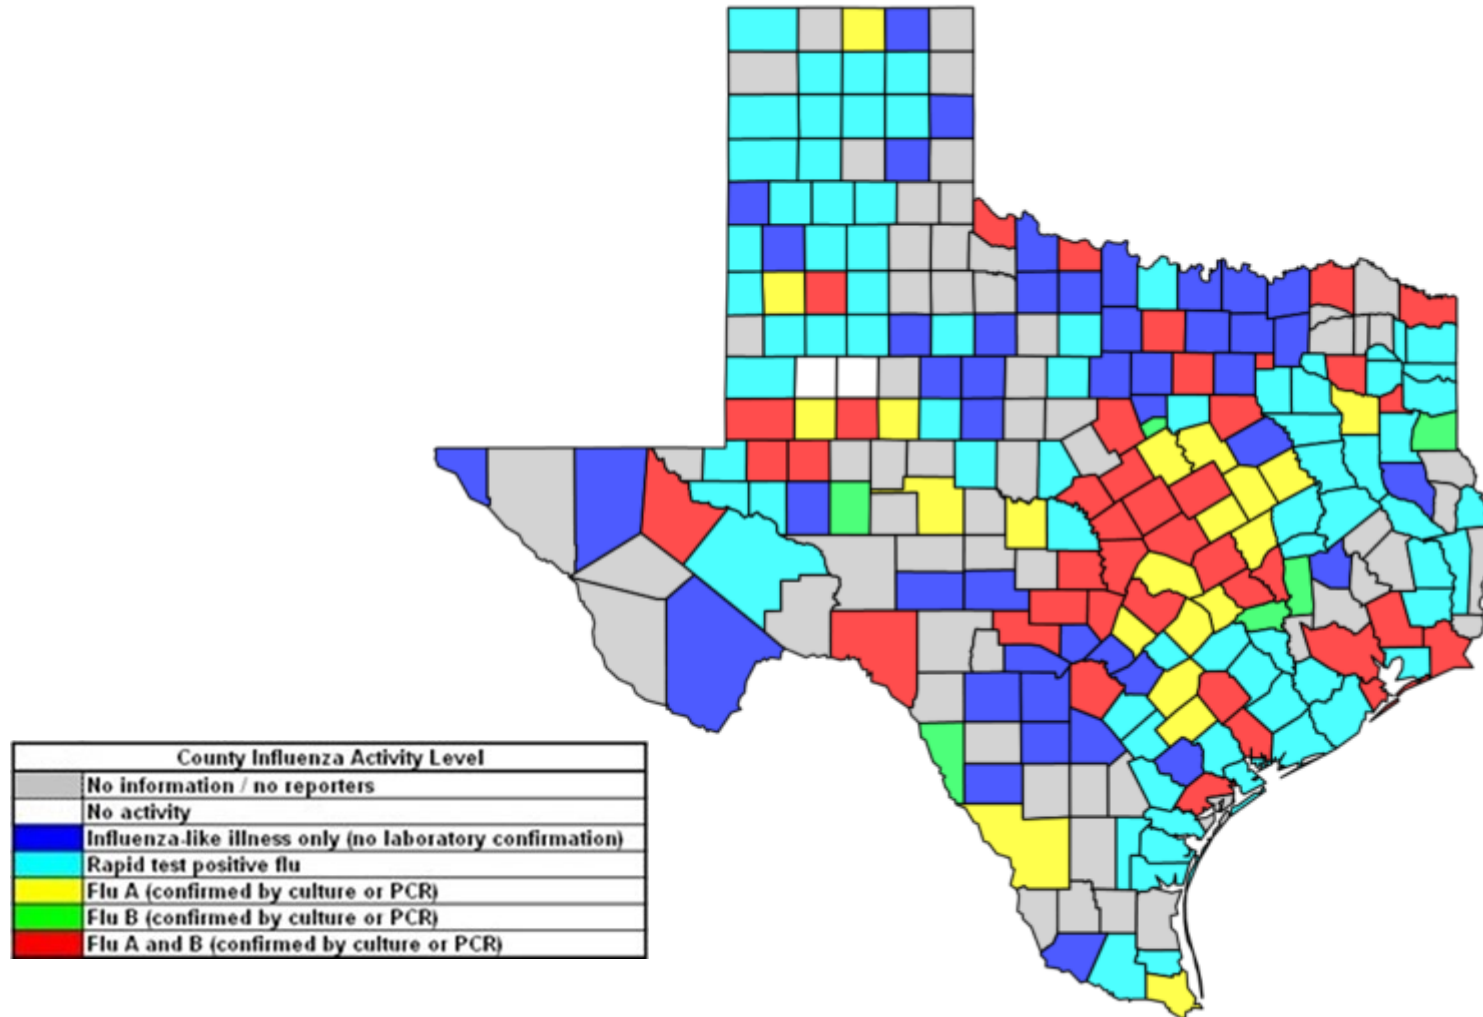 County Influenza Activity Level
No information / no reporters
No activity
Influenza-like illness only (no laboratory confirmation)
Rapid test positive flu
Flu A (confirmed by culture or PCR)
Flu B (confirmed by culture or PCR)
Flu A and B (confirmed by culture or PCR)